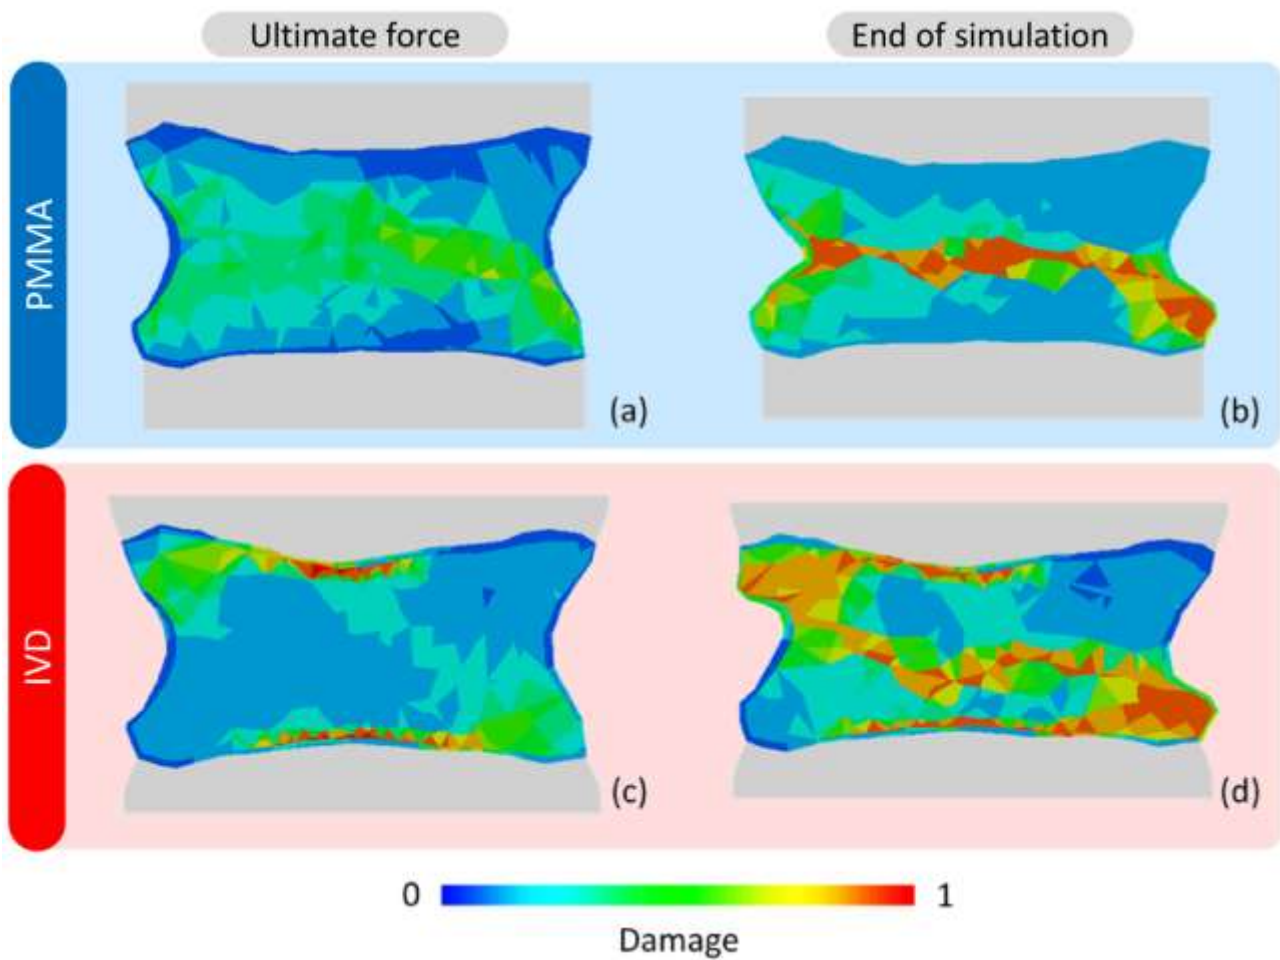 Ultimate force
End of simulation
PMMA
(a)
(b)
IVD
(c)
(d)
0
1
Damage